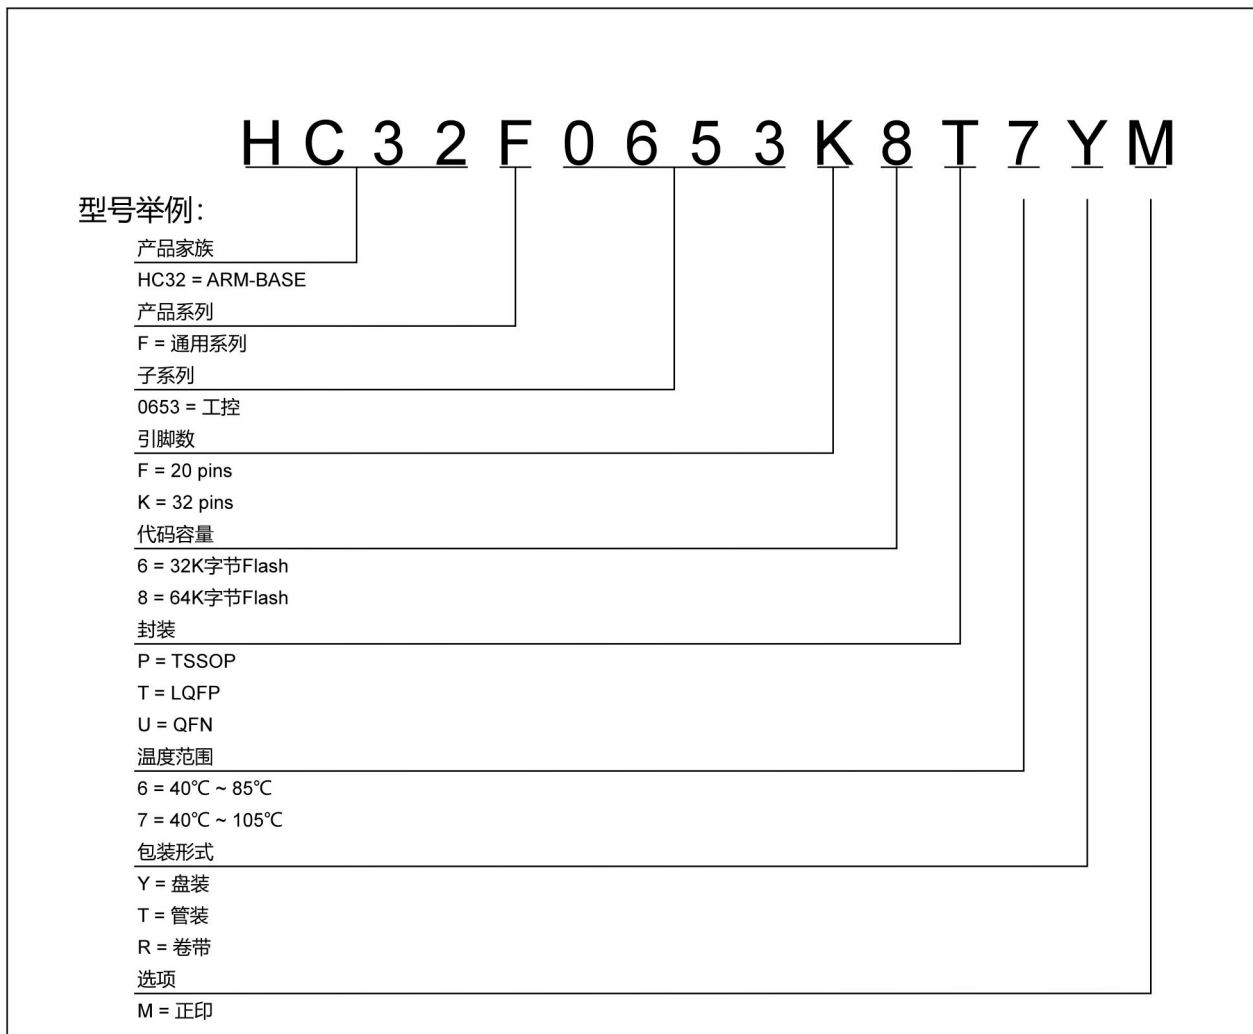 HC32F0653K8T7YM
型号举例：
产品家族
HC32 = ARM-BASE
产品系列
F = 通用系列
子系列
0653 = 工控
引脚数
F = 20 pins
K = 32 pins
代码容量
6 = 32K字节Flash
8 = 64K字节Flash
封装
P = TSSOP
T = LQFP
U = QFN
温度范围
6 = 40℃ ~ 85℃
7 = 40℃ ~ 105℃
包装形式
Y = 盘装
T = 管装
R = 卷带
选项
M = 正印